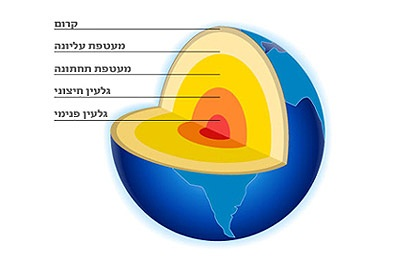 קרום
מעטפת עליונה
מעטפת תחתונה
גלעין חיצוני
גלעין פנימי